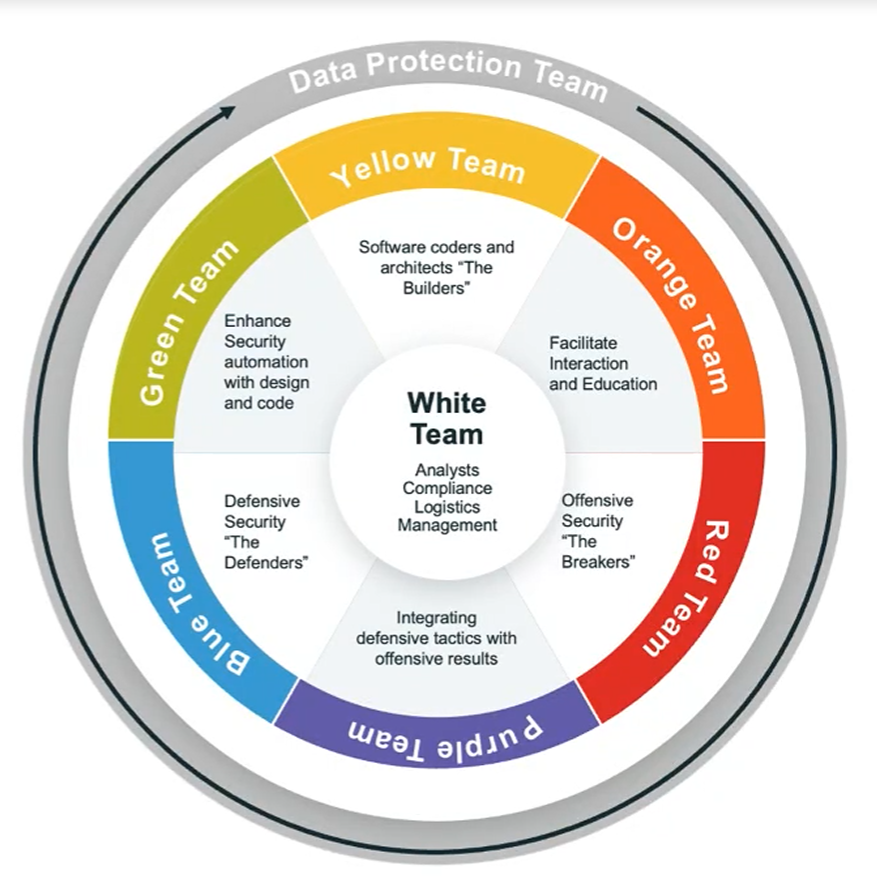 Data Protection Team
Yellow Team
Software coders and
architects “The
Builders”
Orange Team
Facilitate
Interaction
and Education
Red Team
Offensive
Security
“The
Breakers”
Purple Team
Integrating
defensive tactics with
offensive results
Blue Team
Defensive
Security
“The
Defenders”
Green Team
Enhance
Security
automation
with design
and code
White
Team
Analysts
Compliance
Logistics
Management